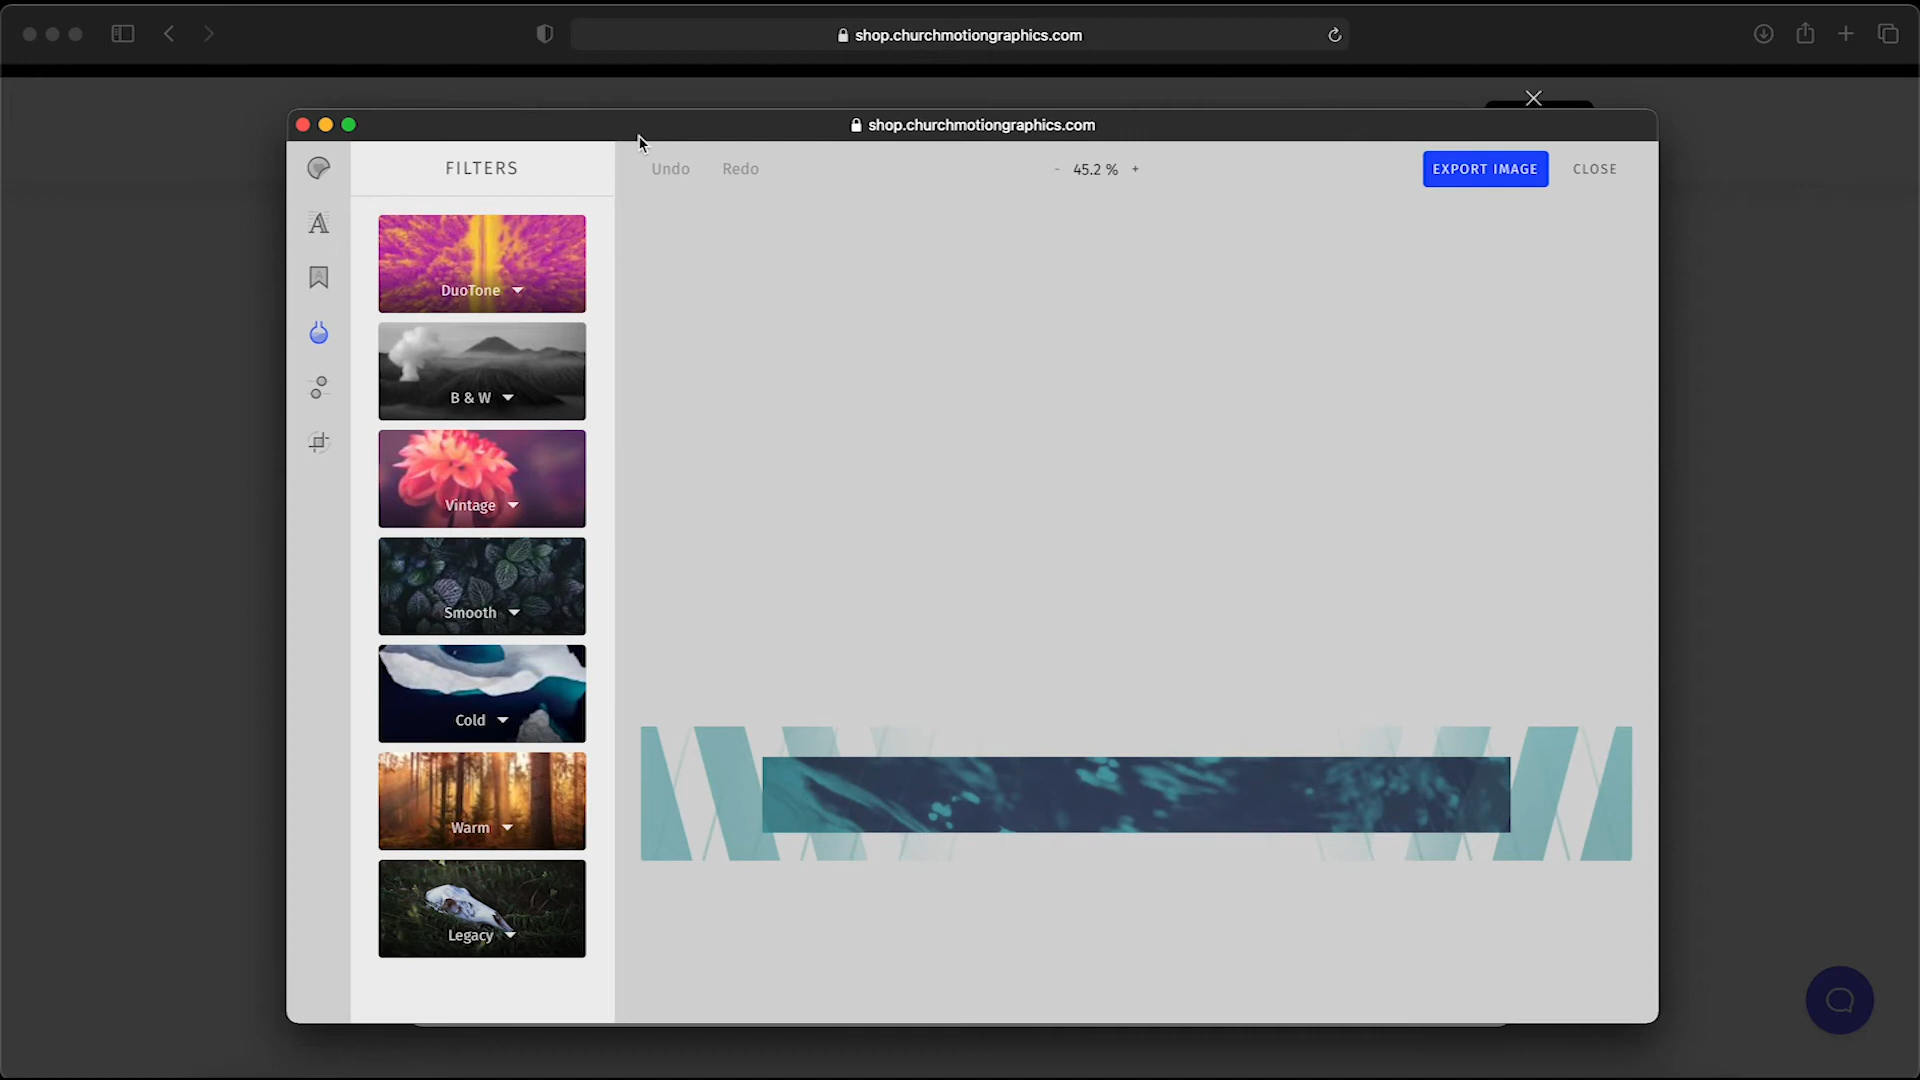 shop.churchmotiongraphics.com
shop.churchmotiongraphics.com
FILTERS
Undo Redo
- 45.2 % +
EXPORT IMAGE
CLOSE
DuoTone
B & W
Vintage
Smooth
Cold
Warm
Legacy